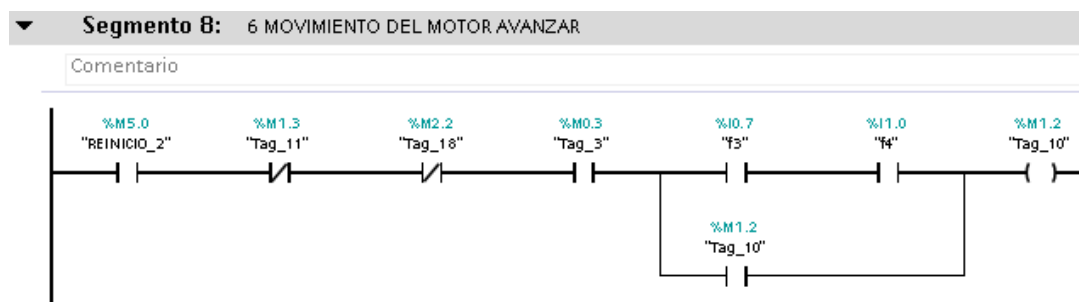 Segmento 8: 6 MOVIMIENTO DEL MOTOR AVANZAR
Comentario
%M5.0 %M1.3 %M2.2 %M0.3 %I0.7 %I1.0 %M1.2
"REINICIO_2" "Tag_11" "Tag_18" "Tag_3" "f3" "f4" "Tag_10"
%M1.2
"Tag_10"